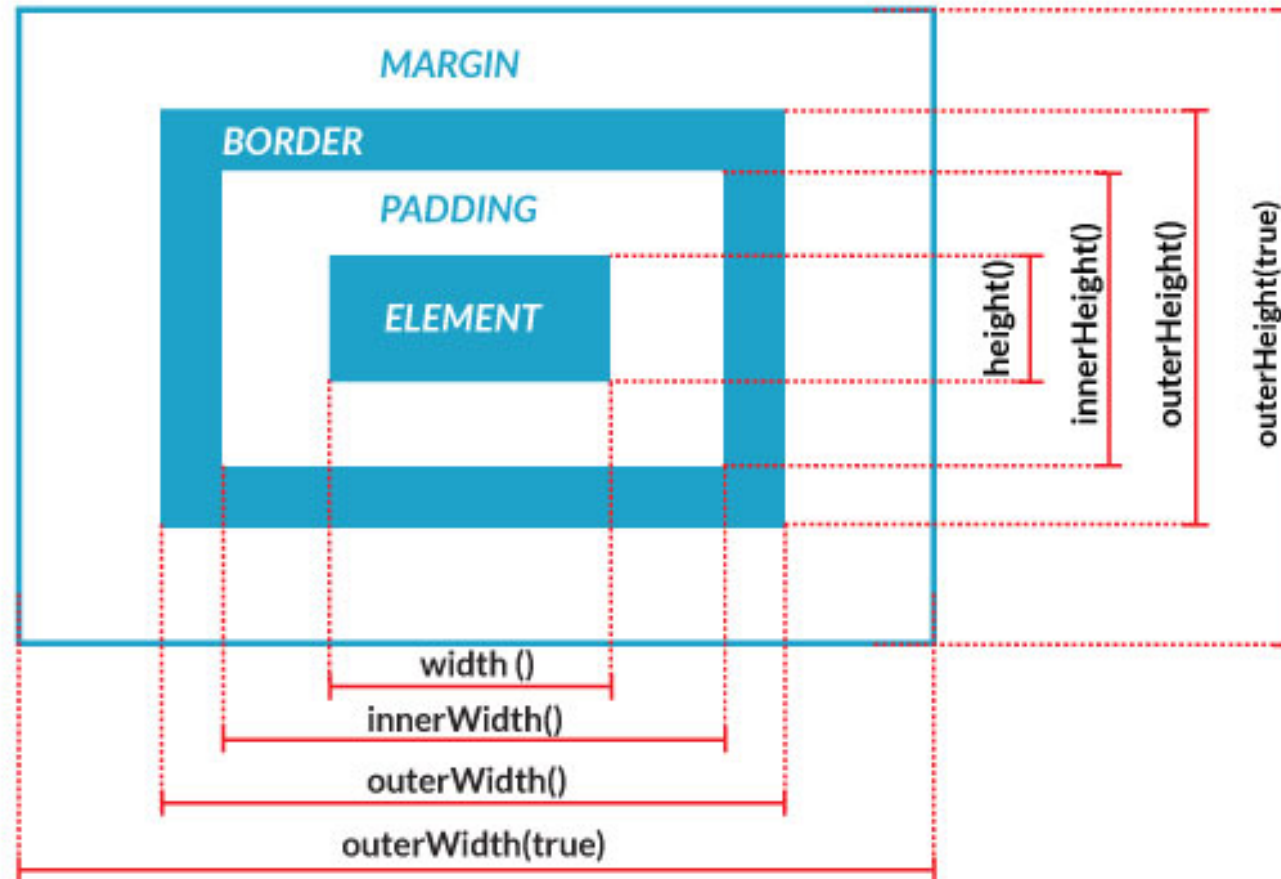 MARGIN
BORDER
PADDING
ELEMENT
height()
innerHeight()
outerHeight()
outerHeight(true)
width ()
innerWidth()
outerWidth()
outerWidth(true)